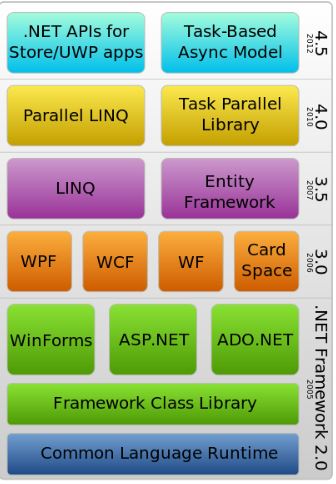 .NET APIs for
Store/UWP apps
Task-Based
Async Model
4.5
2012
Parallel LINQ
Task Parallel
Library
4.0
2010
LINQ
Entity
Framework
3.5
2007
WPF
WCF
WF
Card
Space
3.0
2006
WinForms
ASP.NET
ADO.NET
Framework Class Library
Common Language Runtime
.NET Framework 2.0
2005